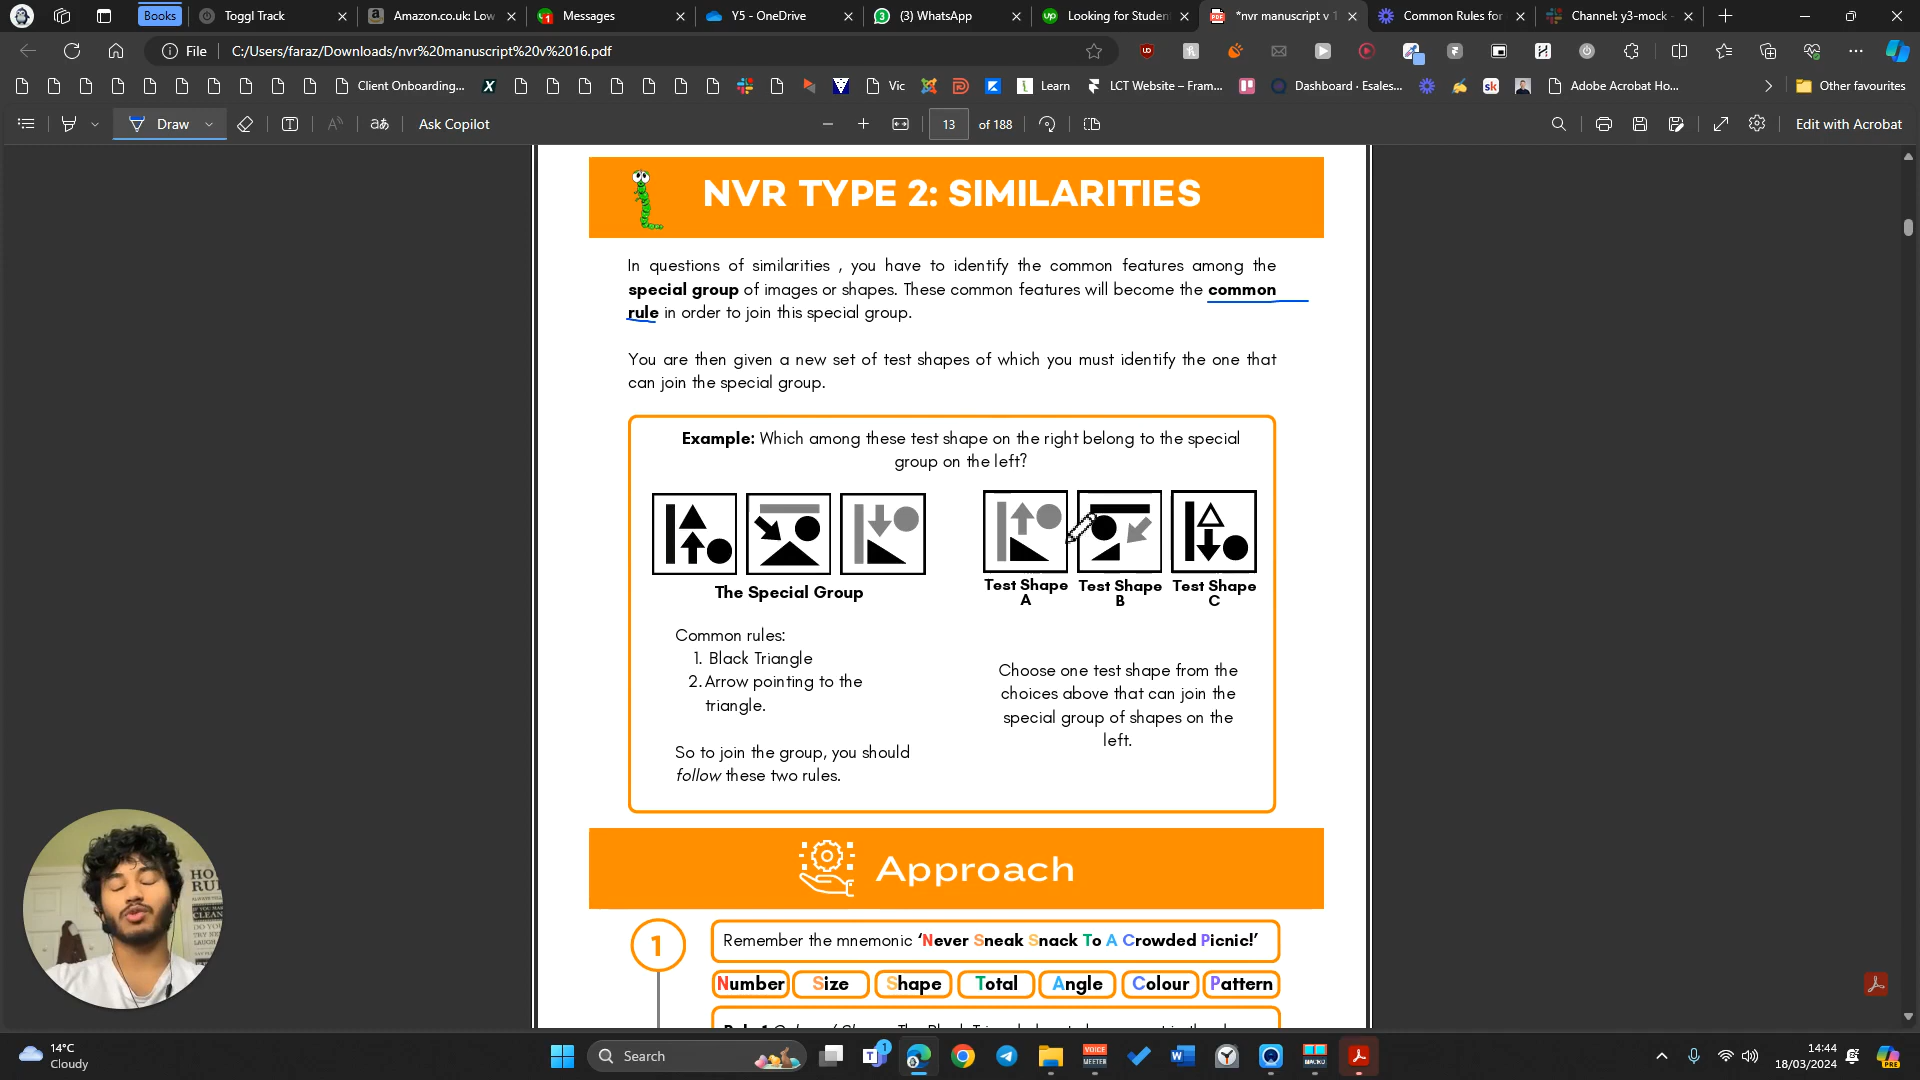 Books
Toggl Track
Amazon.co.uk: Low
Messages
Y5 - OneDrive
(3) WhatsApp
Looking for Studen
*nvr manuscript v 1
Common Rules for
Channel: y3-mock -
File
C:/Users/faraz/Downloads/nvr%20manuscript%20v%2016.pdf
Client Onboarding...
Vic
Learn
LCT Website – Fram...
Dashboard · Esales...
Adobe Acrobat Ho...
Other favourites
Draw
Ask Copilot
13
of 188
Edit with Acrobat
NVR TYPE 2: SIMILARITIES
In questions of similarities , you have to identify the common features among the
special group of images or shapes. These common features will become the common
rule in order to join this special group.
You are then given a new set of test shapes of which you must identify the one that
can join the special group.
Example: Which among these test shape on the right belong to the special
group on the left?
The Special Group
Test Shape
A
Test Shape
B
Test Shape
C
Common rules:
1. Black Triangle
2. Arrow pointing to the
triangle.
So to join the group, you should
follow these two rules.
Choose one test shape from the
choices above that can join the
special group of shapes on the
left.
Approach
1
Remember the mnemonic ‘Never Sneak Snack To A Crowded Picnic!’
Number
Size
Shape
Total
Angle
Colour
Pattern
14°C
Cloudy
Search
14:44
18/03/2024